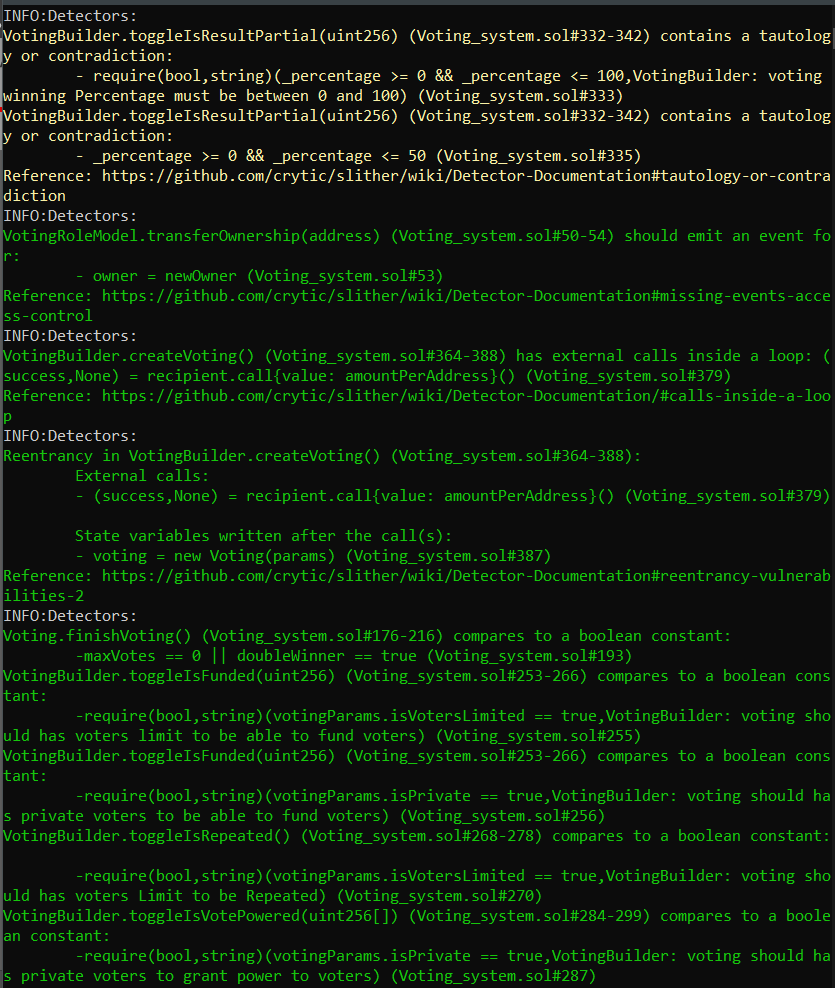 INFO:Detectors:
VotingBuilder.toggleIsResultPartial(uint256) (Voting_system.sol#332-342) contains a tautolog
y or contradiction:
        - require(bool,string)(_percentage >= 0 && _percentage <= 100,VotingBuilder: voting
winning Percentage must be between 0 and 100) (Voting_system.sol#333)
VotingBuilder.toggleIsResultPartial(uint256) (Voting_system.sol#332-342) contains a tautolog
y or contradiction:
        - _percentage >= 0 && _percentage <= 50 (Voting_system.sol#335)
Reference: https://github.com/crytic/slither/wiki/Detector-Documentation#tautology-or-contra
diction
INFO:Detectors:
VotingRoleModel.transferOwnership(address) (Voting_system.sol#50-54) should emit an event fo
r:
        - owner = newOwner (Voting_system.sol#53)
Reference: https://github.com/crytic/slither/wiki/Detector-Documentation#missing-events-acce
ss-control
INFO:Detectors:
VotingBuilder.createVoting() (Voting_system.sol#364-388) has external calls inside a loop: (
success,None) = recipient.call{value: amountPerAddress}() (Voting_system.sol#379)
Reference: https://github.com/crytic/slither/wiki/Detector-Documentation/#calls-inside-a-loo
p
INFO:Detectors:
Reentrancy in VotingBuilder.createVoting() (Voting_system.sol#364-388):
        External calls:
        - (success,None) = recipient.call{value: amountPerAddress}() (Voting_system.sol#379)
        State variables written after the call(s):
        - voting = new Voting(params) (Voting_system.sol#387)
Reference: https://github.com/crytic/slither/wiki/Detector-Documentation#reentrancy-vulnerab
ilities-2
INFO:Detectors:
Voting.finishVoting() (Voting_system.sol#176-216) compares to a boolean constant:
        -maxVotes == 0 || doubleWinner == true (Voting_system.sol#193)
VotingBuilder.toggleIsFunded(uint256) (Voting_system.sol#253-266) compares to a boolean cons
tant:
        -require(bool,string)(votingParams.isVotersLimited == true,VotingBuilder: voting sho
uld has voters limit to be able to fund voters) (Voting_system.sol#255)
VotingBuilder.toggleIsFunded(uint256) (Voting_system.sol#253-266) compares to a boolean cons
tant:
        -require(bool,string)(votingParams.isPrivate == true,VotingBuilder: voting should ha
s private voters to be able to fund voters) (Voting_system.sol#256)
VotingBuilder.toggleIsRepeated() (Voting_system.sol#268-278) compares to a boolean constant:
        -require(bool,string)(votingParams.isVotersLimited == true,VotingBuilder: voting sho
uld has voters Limit to be Repeated) (Voting_system.sol#270)
VotingBuilder.toggleIsVotePowered(uint256[]) (Voting_system.sol#284-299) compares to a boole
an constant:
        -require(bool,string)(votingParams.isPrivate == true,VotingBuilder: voting should ha
s private voters to grant power to voters) (Voting_system.sol#287)